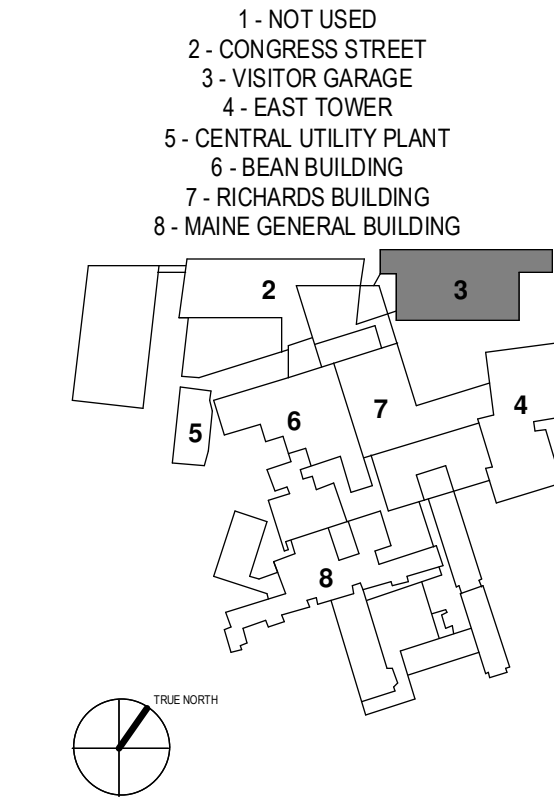 1 - NOT USED
2 - CONGRESS STREET
3 - VISITOR GARAGE
4 - EAST TOWER
5 - CENTRAL UTILITY PLANT
6 - BEAN BUILDING
7 - RICHARDS BUILDING
8 - MAINE GENERAL BUILDING
2
3
7
4
6
5
8
TRUE NORTH